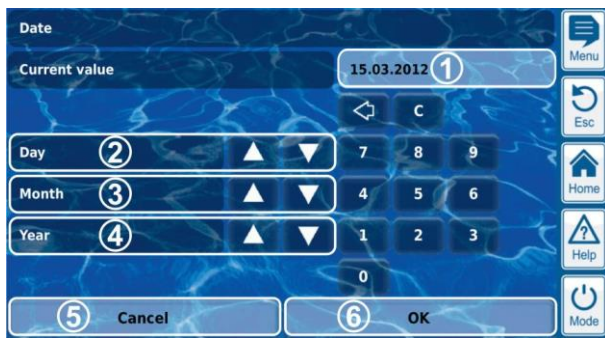 Date
Menu
Current value 15.03.2012 1
C
Esc
Day 2 7 8 9
Month 3 4 5 6
Home
Year 4 1 2 3
Help
0
5 Cancel 6 OK
Mode